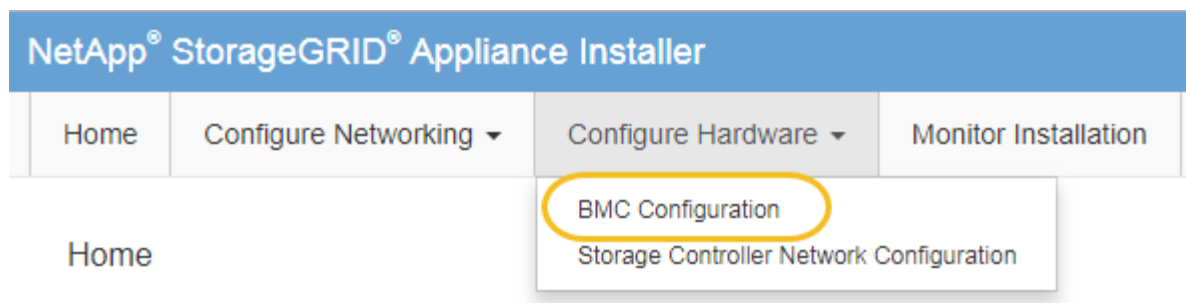 NetApp® StorageGRID® Appliance Installer
Home Configure Networking Configure Hardware Monitor Installation
BMC Configuration
Home Storage Controller Network Configuration